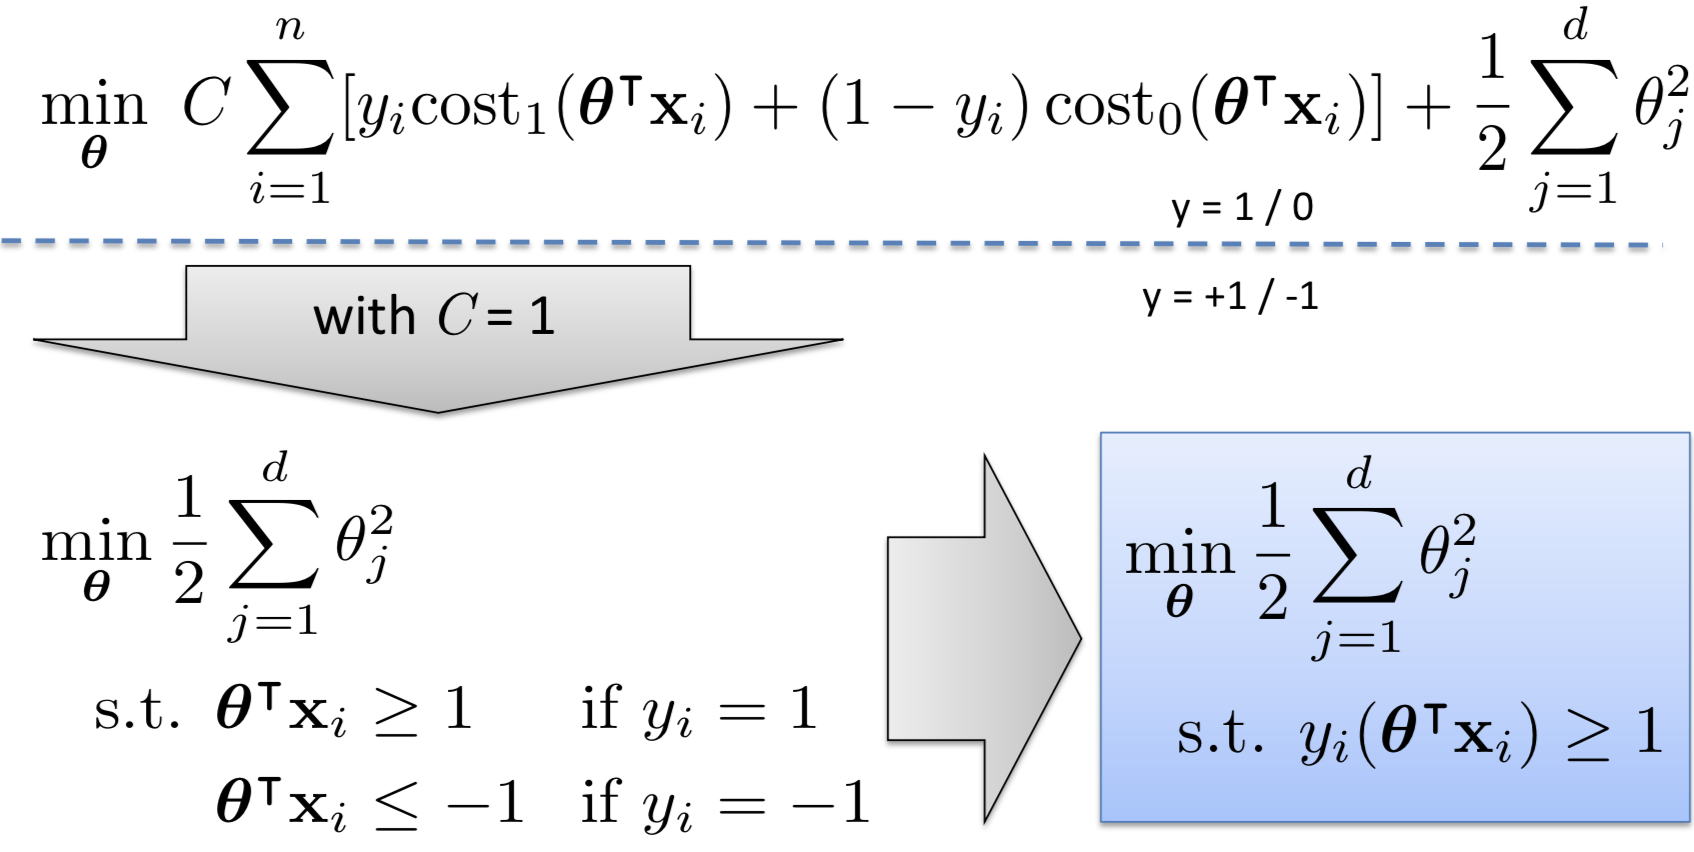 min_θ C ∑_{i=1}^{n} [y_i cost_1(θ^T x_i) + (1 − y_i) cost_0(θ^T x_i)] + 1/2 ∑_{j=1}^{d} θ_j^2
y = 1 / 0
y = +1 / -1
with C = 1
min_θ 1/2 ∑_{j=1}^{d} θ_j^2
s.t. θ^T x_i ≥ 1 if y_i = 1
θ^T x_i ≤ −1 if y_i = −1
min_θ 1/2 ∑_{j=1}^{d} θ_j^2
s.t. y_i(θ^T x_i) ≥ 1